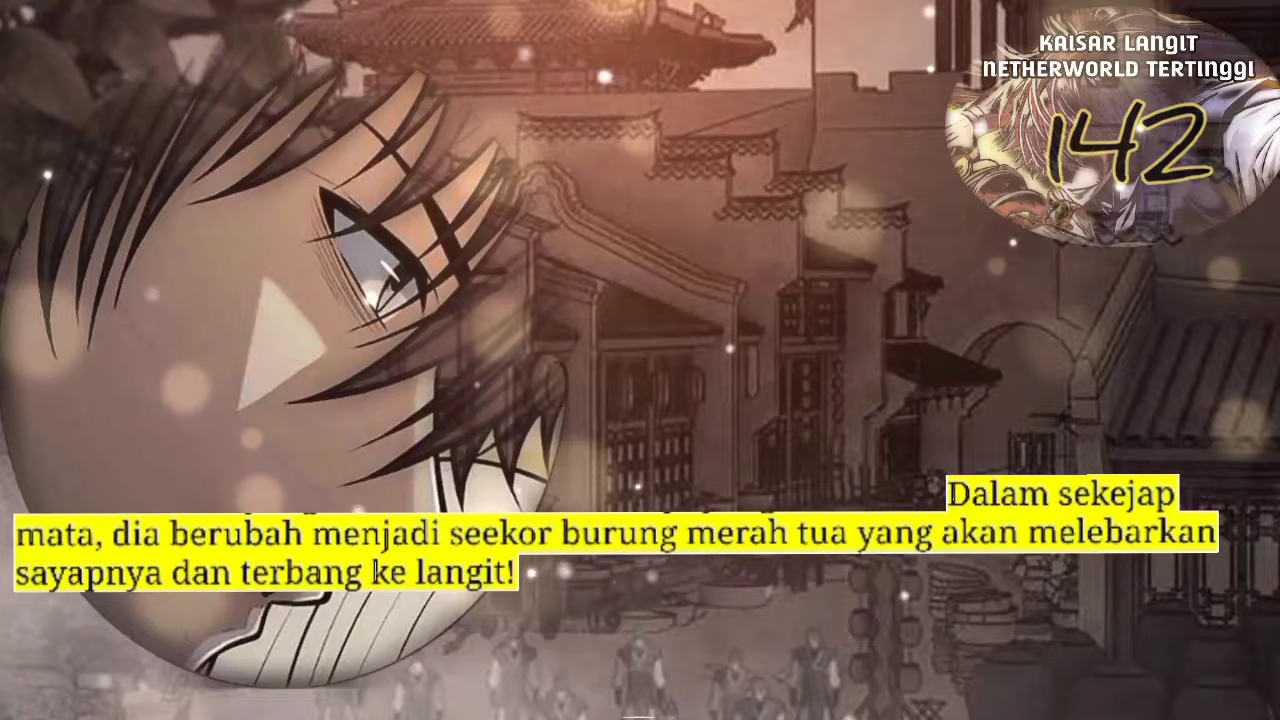 KAISAR LANGIT
NETHERWORLD TERTINGGI
142
Dalam sekejap
mata, dia berubah menjadi seekor burung merah tua yang akan melebarkan
sayapnya dan terbang ke langit!